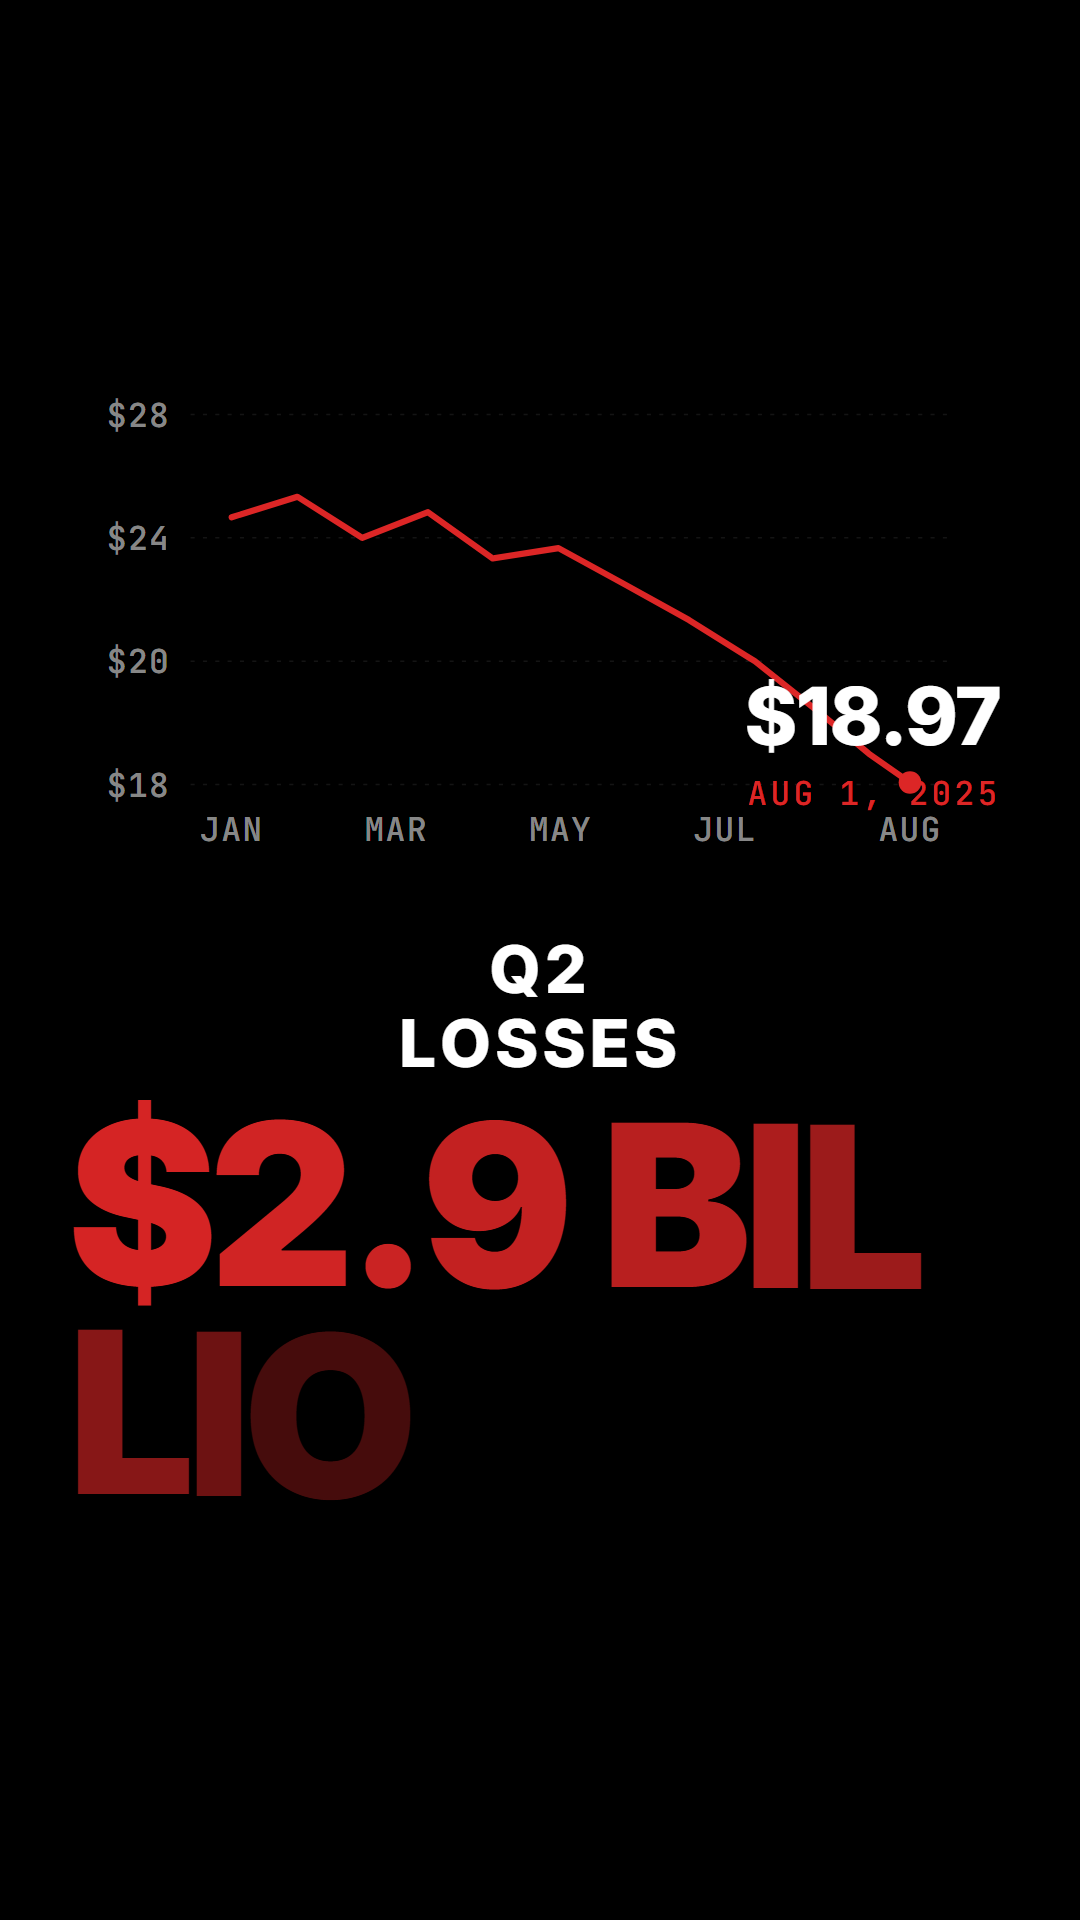 $28
$24
$20
$18.97
$18
AUG 1, 2025
JAN MAR MAY JUL AUG
Q2
LOSSES
$2.9 BIL
LIO